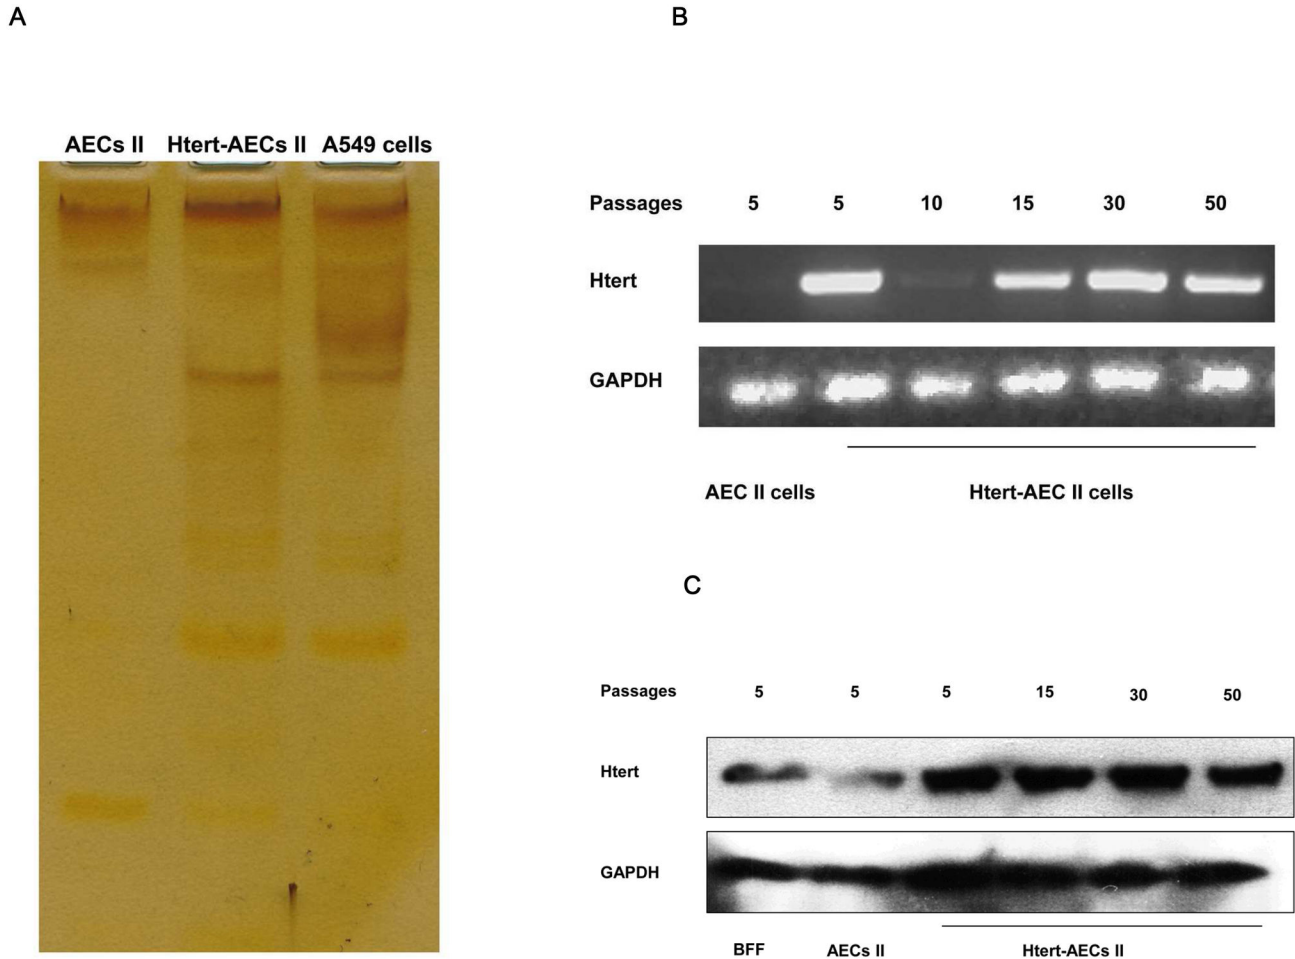 A
AECs II Htert-AECs II A549 cells
B
Passages 5 5 10 15 30 50
Htert
GAPDH
AEC II cells Htert-AEC II cells
C
Passages 5 5 5 15 30 50
Htert
GAPDH
BFF AECs II Htert-AECs II